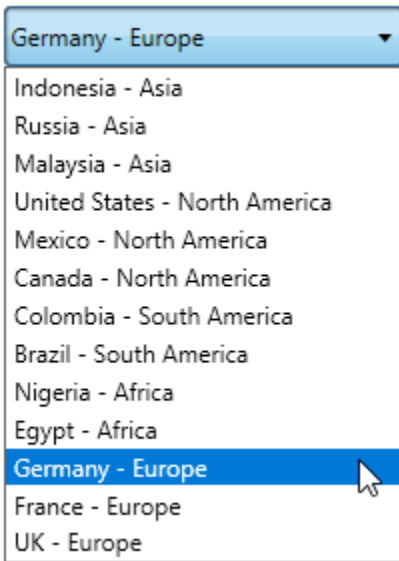 Germany - Europe
Indonesia - Asia
Russia - Asia
Malaysia - Asia
United States - North America
Mexico - North America
Canada - North America
Colombia - South America
Brazil - South America
Nigeria - Africa
Egypt - Africa
Germany - Europe
France - Europe
UK - Europe